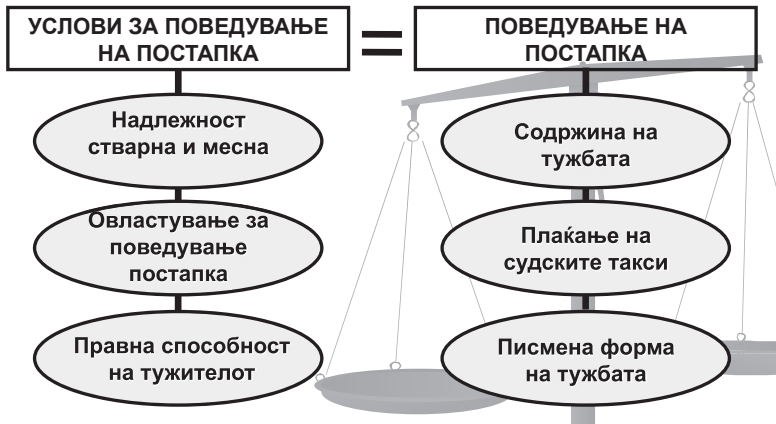 УСЛОВИ ЗА ПОВЕДУВАЊЕ
НА ПОСТАПКА
=
ПОВЕДУВАЊЕ НА
ПОСТАПКА
Надлежност
стварна и месна
Овластување за
поведување
постапка
Правна способност
на тужителот
Содржина на
тужбата
Плаќање на
судските такси
Писмена форма
на тужбата